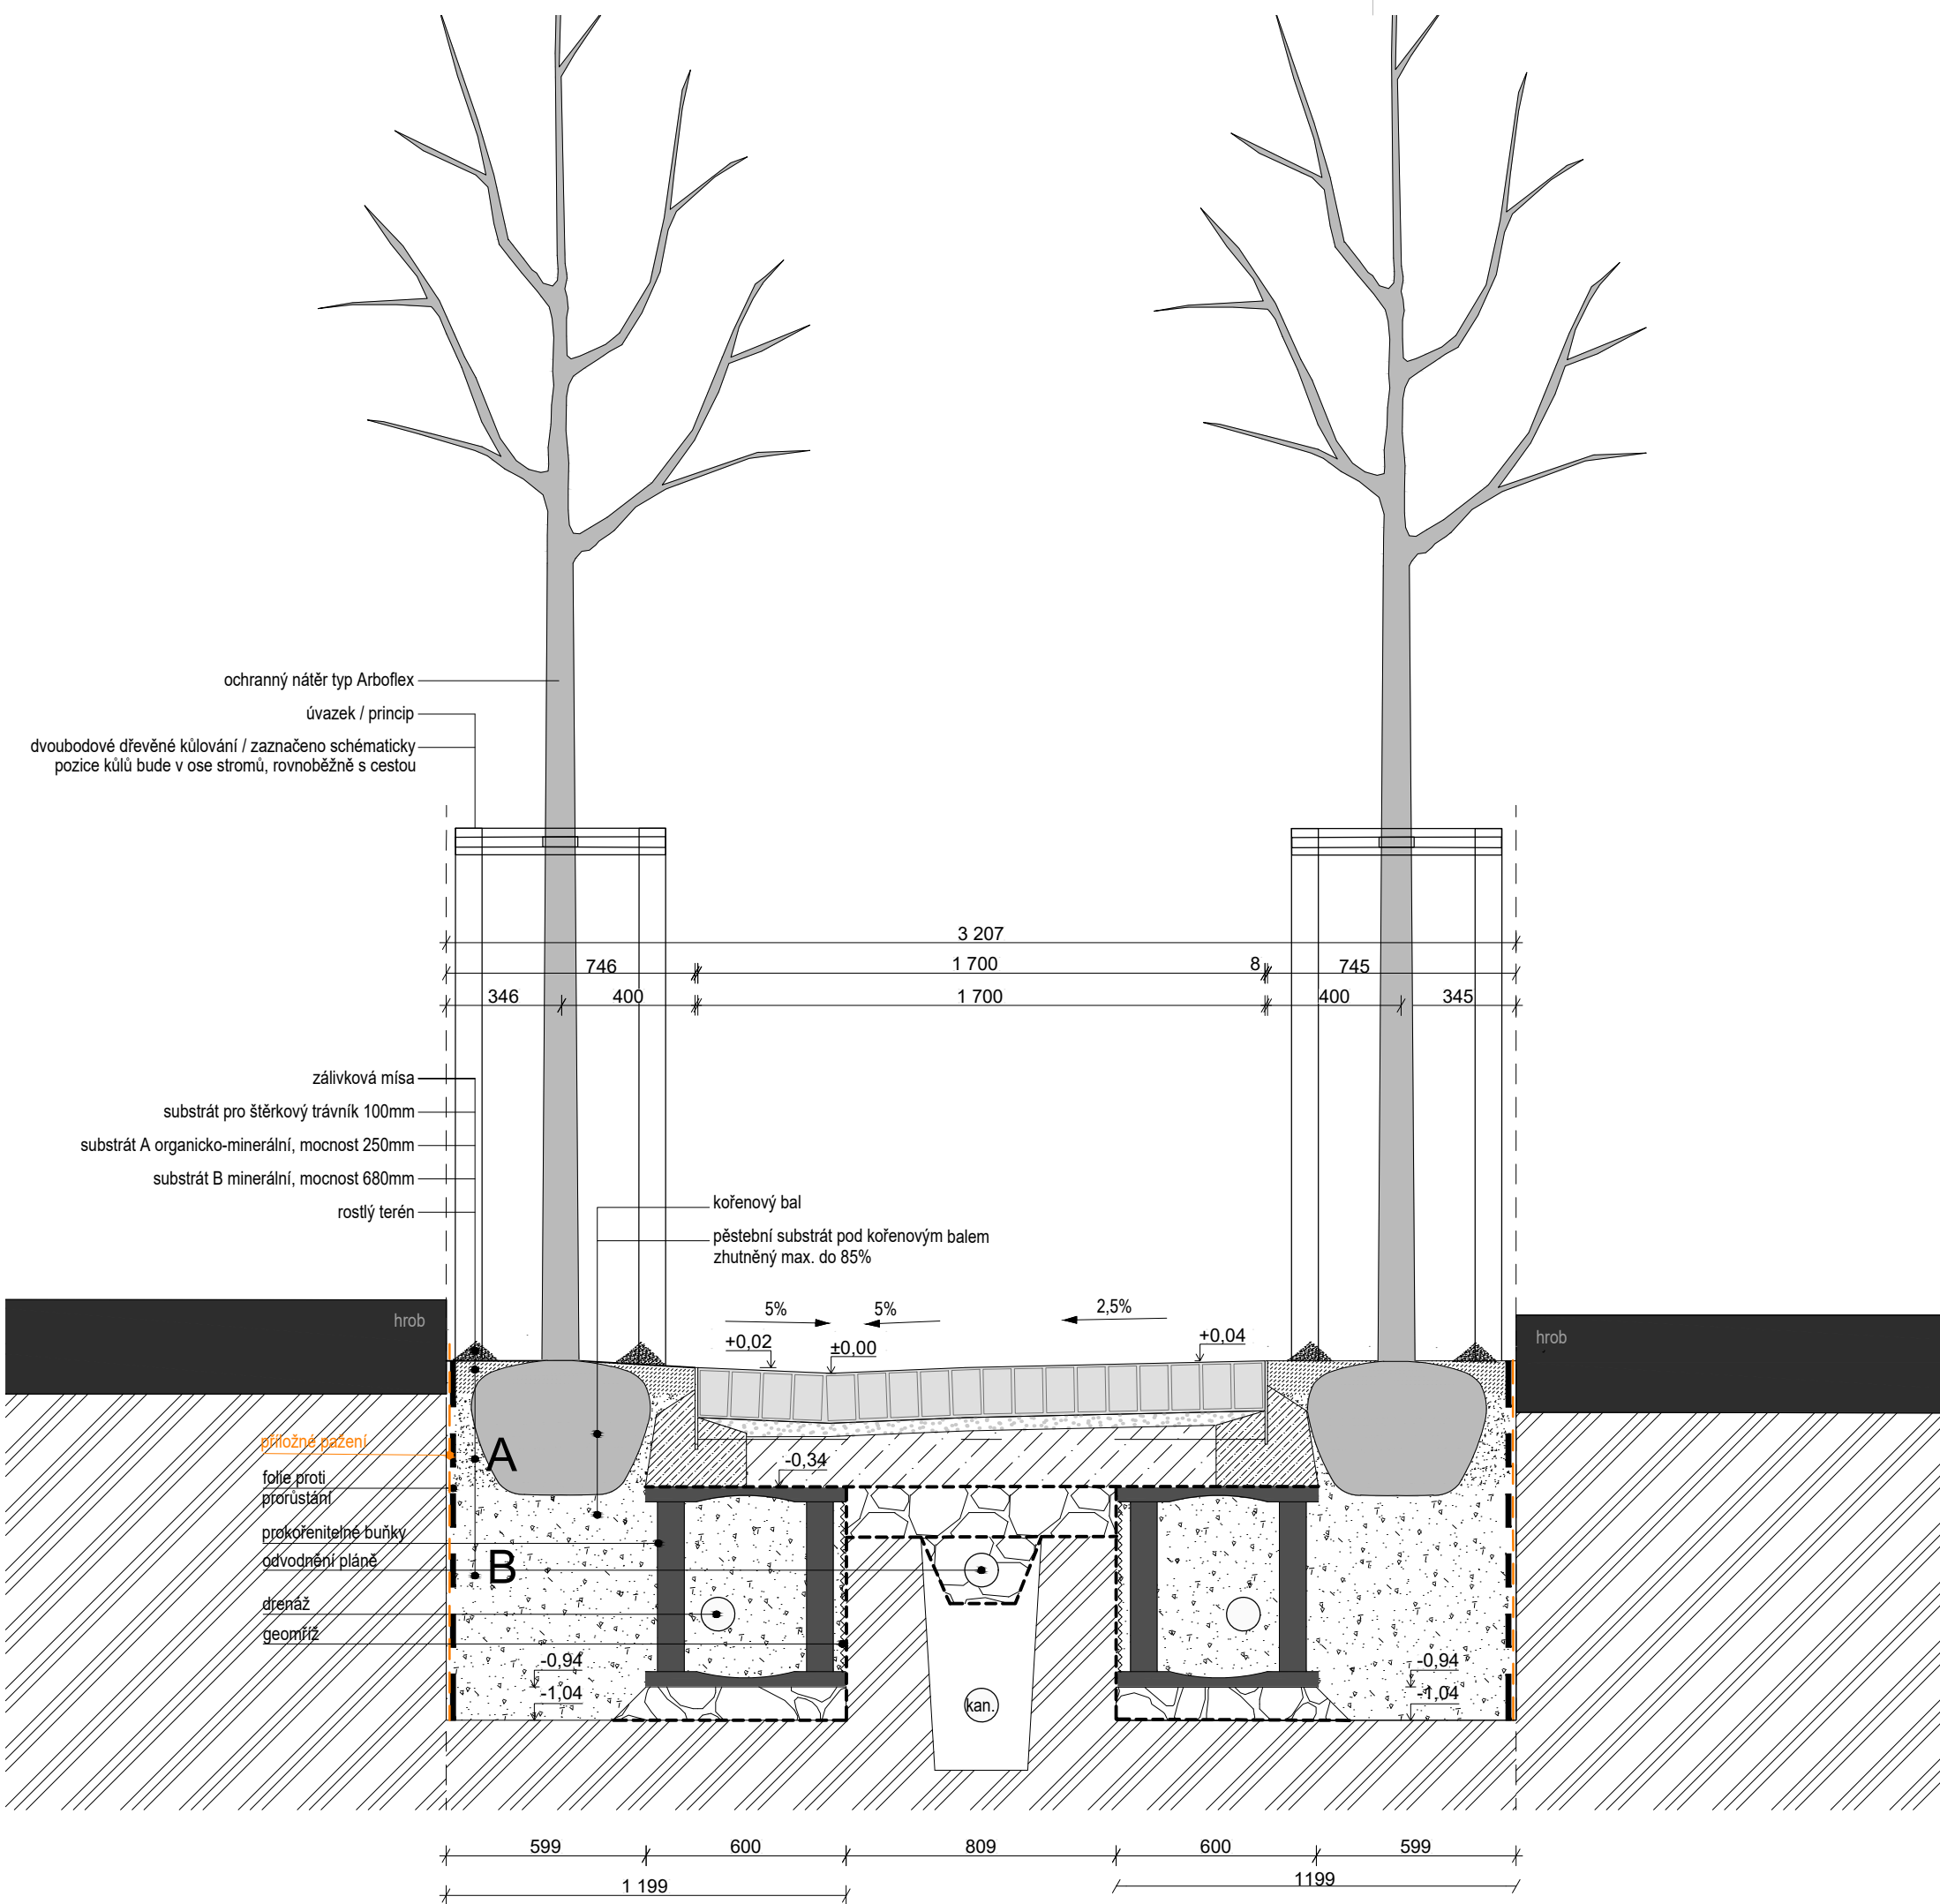 ochranný nátěr typ Arboflex
úvazek / princip
dvoubodové dřevěné kůlování / zaznačeno schématicky
pozice kůlů bude v ose stromů, rovnoběžně s cestou
3 207
746
1 700
8
745
346
400
1 700
400
345
zálivková mísa
substrát pro štěrkový trávník 100mm
substrát A organicko-minerální, mocnost 250mm
substrát B minerální, mocnost 680mm
rostlý terén
kořenový bal
pěstební substrát pod kořenovým balem
zhutněný max. do 85%
5%
5%
2,5%
hrob
hrob
+0,02
±0,00
+0,04
příložné pažení
A
-0,34
folie proti
prorůstání
prokořenitelné buňky
odvodnění pláně
B
drenáž
geomříž
-0,94
-1,04
kan.
-0,94
-1,04
599
600
809
600
599
1 199
1199